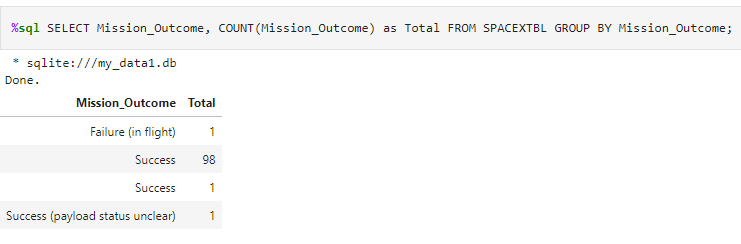 %sql SELECT Mission_Outcome, COUNT(Mission_Outcome) as Total FROM SPACEXTBL GROUP BY Mission_Outcome;
* sqlite:///my_data1.db
Done.
Mission_Outcome Total
Failure (in flight) 1
Success 98
Success 1
Success (payload status unclear) 1